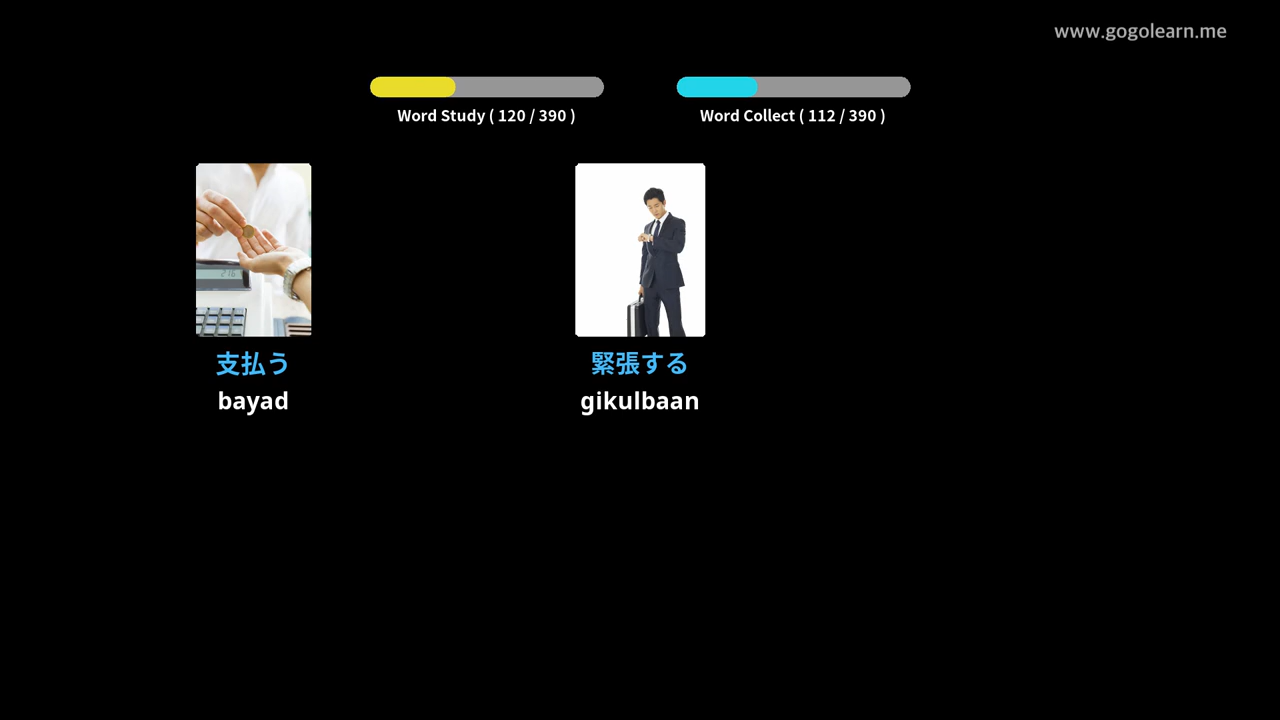 www.gogolearn.me
Word Study ( 120 / 390 )
Word Collect ( 112 / 390 )
支払う
bayad
緊張する
gikulbaan